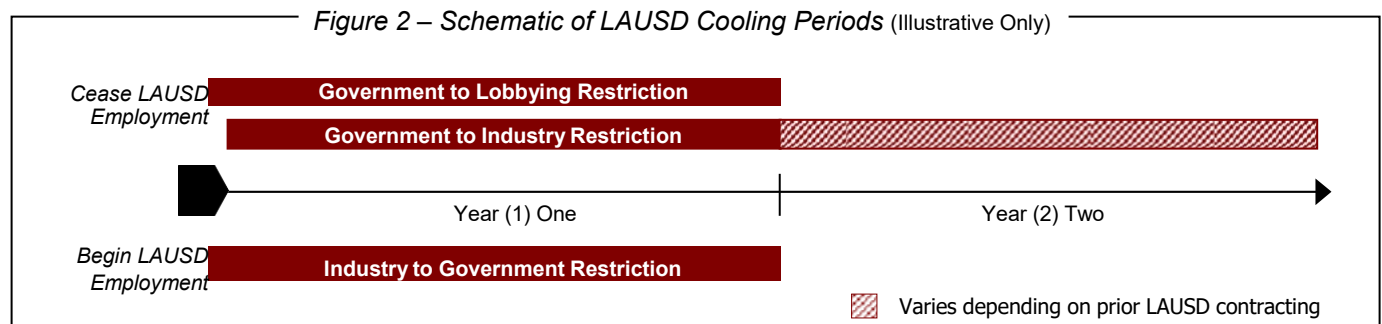 Figure 2 – Schematic of LAUSD Cooling Periods (Illustrative Only)
Cease LAUSD
Employment
Government to Lobbying Restriction
Government to Industry Restriction
Year (1) One
Year (2) Two
Begin LAUSD
Employment
Industry to Government Restriction
Varies depending on prior LAUSD contracting